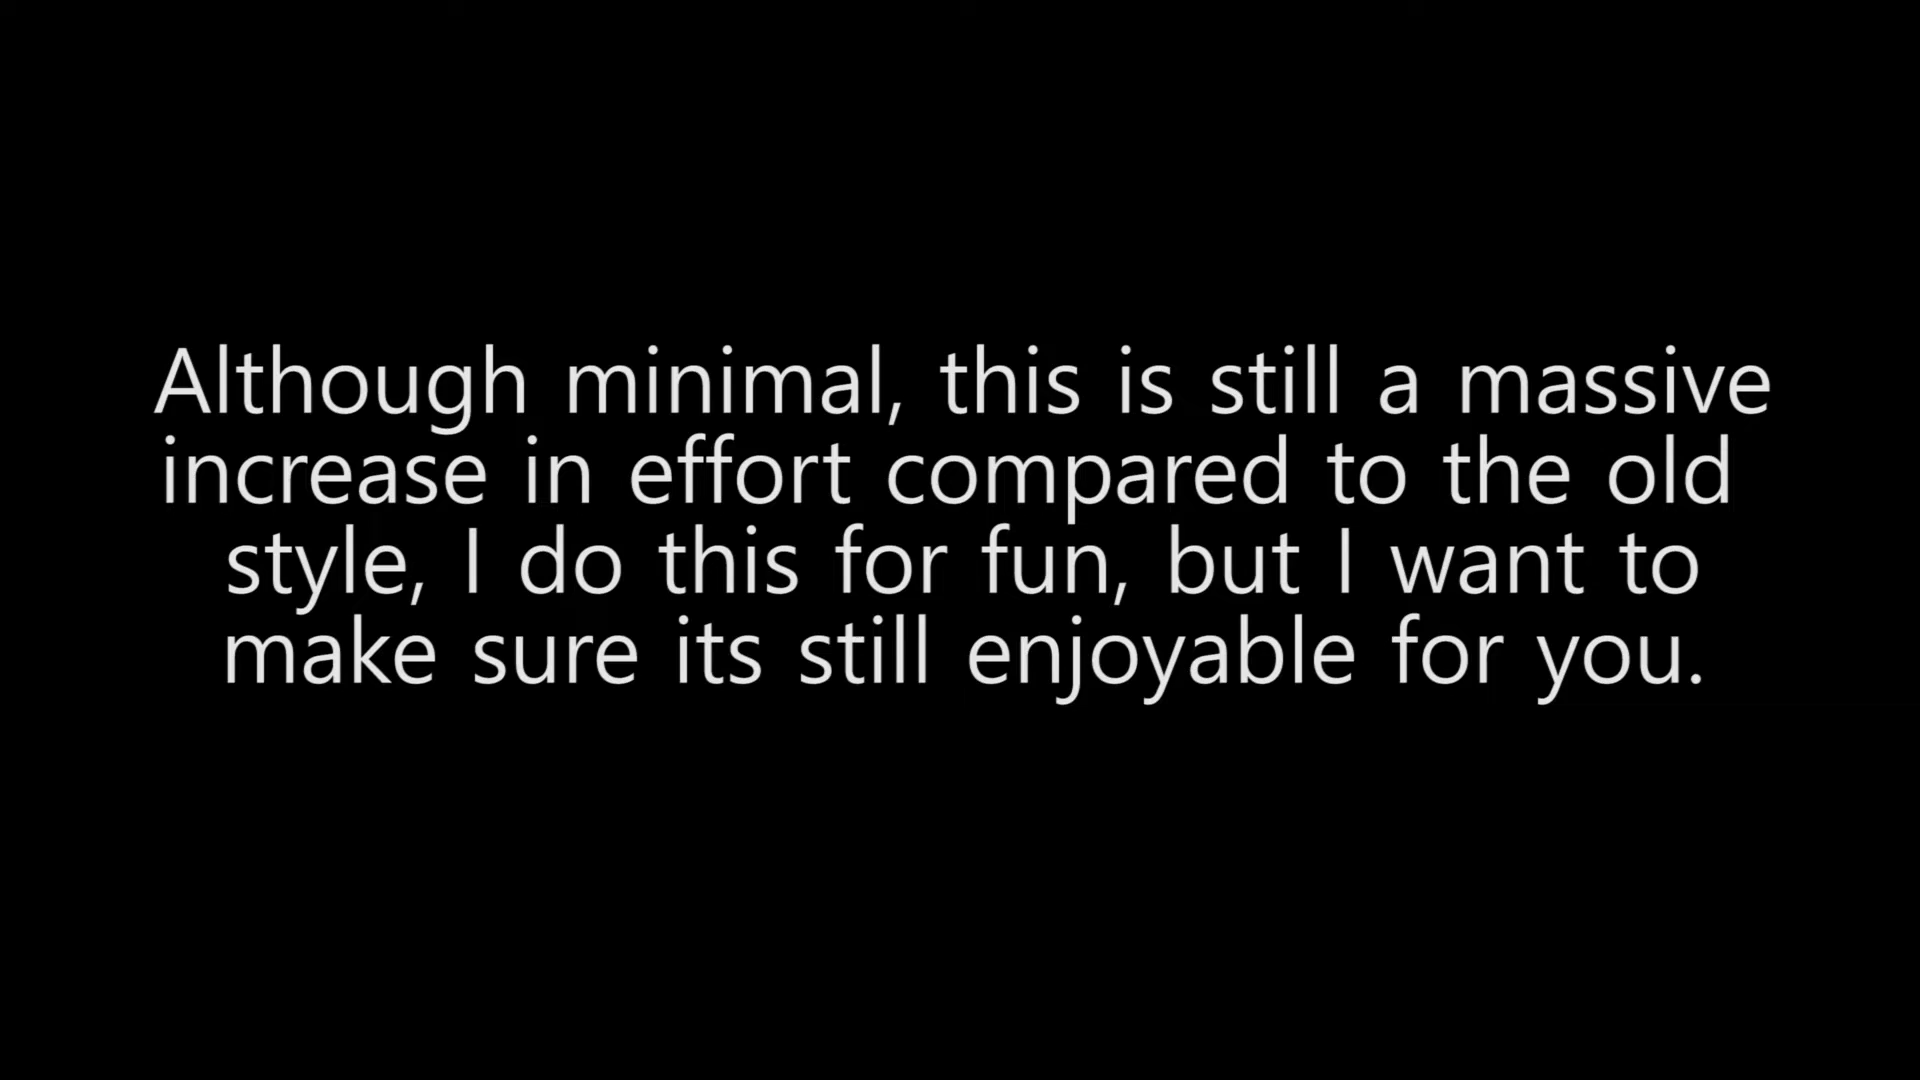 Although minimal, this is still a massive
increase in effort compared to the old
style, I do this for fun, but I want to
make sure its still enjoyable for you.